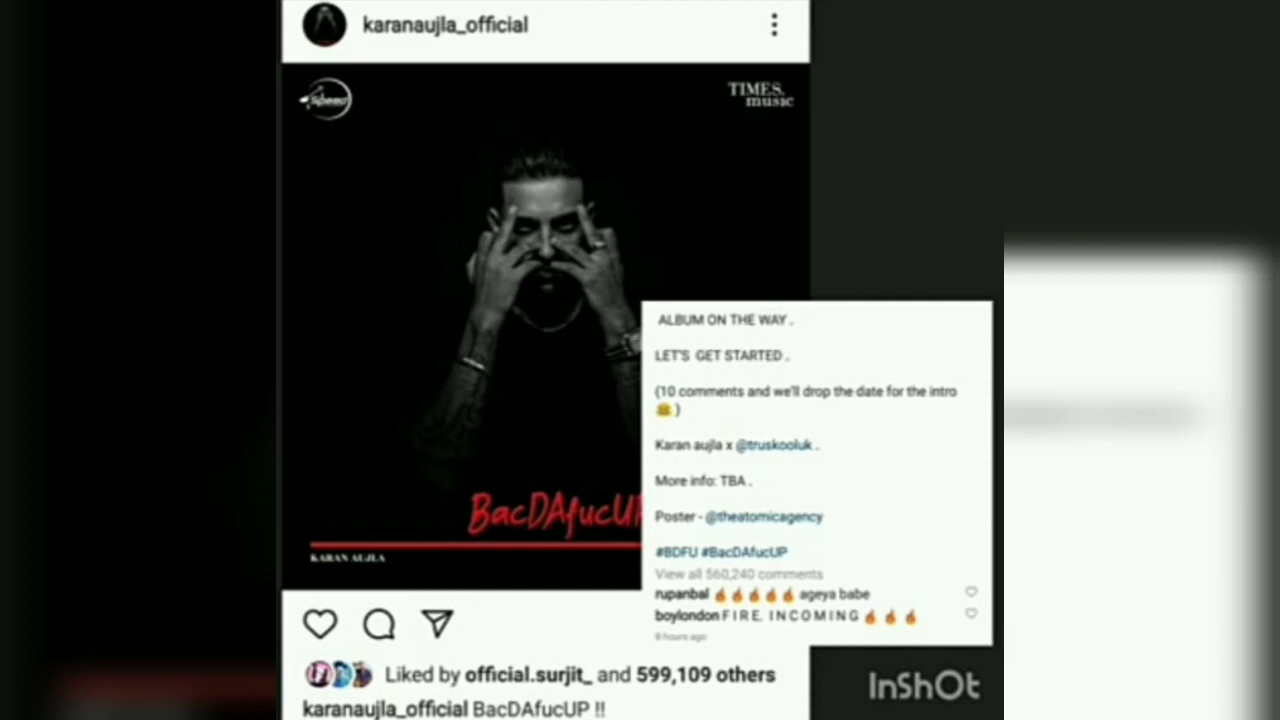 karanaujla_official
Speed
TIMES.
music
BacDAfucUP
KARAN AUJLA
ALBUM ON THE WAY .
LET'S GET STARTED .
(10 comments and we'll drop the date for the intro
😄 )
Karan aujla x @truskooluk .
More info: TBA .
Poster - @theatomicagency
#BDFU #BacDAfucUP
View all 560,240 comments
rupanbal 🔥🔥🔥🔥🔥 ageya babe
boylondon F I R E. I N C O M I N G 🔥 🔥 🔥
8 hours ago
Liked by official.surjit_ and 599,109 others
karanaujla_official BacDAfucUP !!
InShOt